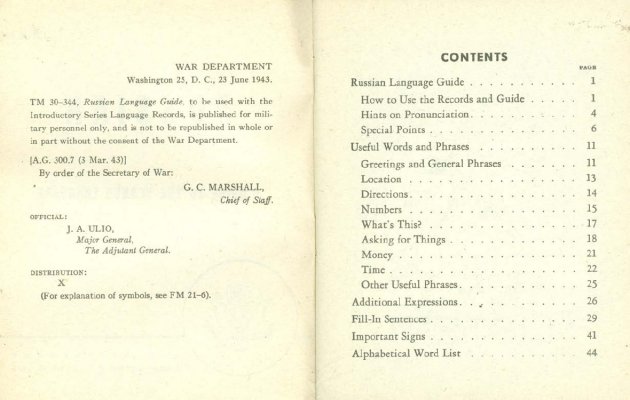 WAR DEPARTMENT
Washington 25, D. C., 23 June 1943.
TM 30–344, Russian Language Guide, to be used with the
Introductory Series Language Records, is published for mili-
tary personnel only, and is not to be republished in whole or
in part without the consent of the War Department.
[A.G. 300.7 (3 Mar. 43)]
By order of the Secretary of War:
G. C. MARSHALL,
Chief of Staff.
OFFICIAL:
J. A. ULIO,
Major General,
The Adjutant General.
DISTRIBUTION:
X
(For explanation of symbols, see FM 21–6).
CONTENTS
PAGE
Russian Language Guide . . . . . . . . . . . 1
How to Use the Records and Guide . . . . . 1
Hints on Pronunciation. . . . . . . . . . . 4
Special Points . . . . . . . . . . . . . . 6
Useful Words and Phrases . . . . . . . . . . 11
Greetings and General Phrases . . . . . . . 11
Location . . . . . . . . . . . . . . . . 13
Directions. . . . . . . . . . . . . . . . 14
Numbers . . . . . . . . . . . . . . . . 15
What's This? . . . . . . . . . . . . . . 17
Asking for Things . . . . . . . . . . . . 18
Money . . . . . . . . . . . . . . . . . 21
Time . . . . . . . . . . . . . . . . . . 22
Other Useful Phrases. . . . . . . . . . . . 25
Additional Expressions. . . . . . . . . . . . 26
Fill-In Sentences . . . . . . . . . . . . . . 29
Important Signs . . . . . . . . . . . . . . 41
Alphabetical Word List . . . . . . . . . . . 44